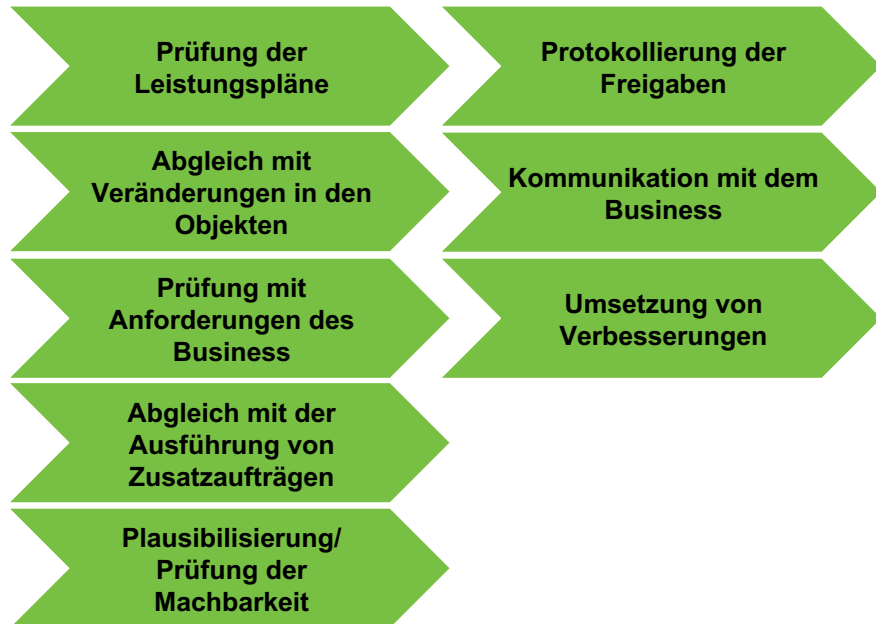 Prüfung der
Leistungspläne
Abgleich mit
Veränderungen in den
Objekten
Prüfung mit
Anforderungen des
Business
Abgleich mit der
Ausführung von
Zusatzaufträgen
Plausibilisierung/
Prüfung der
Machbarkeit
Protokollierung der
Freigaben
Kommunikation mit dem
Business
Umsetzung von
Verbesserungen